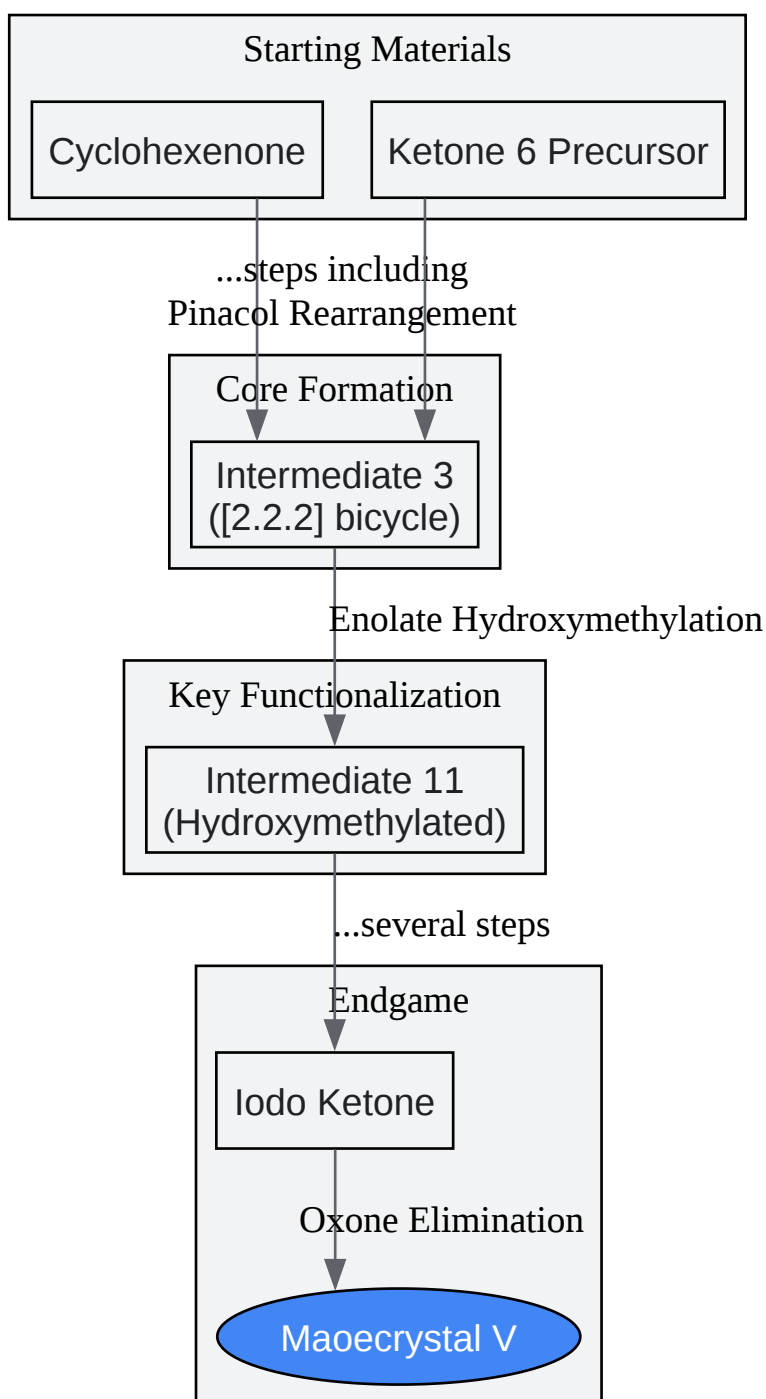 Starting Materials
Cyclohexenone
Ketone 6 Precursor
...steps including
Pinacol Rearrangement
Core Formation
Intermediate 3
([2.2.2] bicycle)
Enolate Hydroxymethylation
Key Functionalization
Intermediate 11
(Hydroxymethylated)
...several steps
Endgame
Iodo Ketone
Oxone Elimination
Maoecrystal V